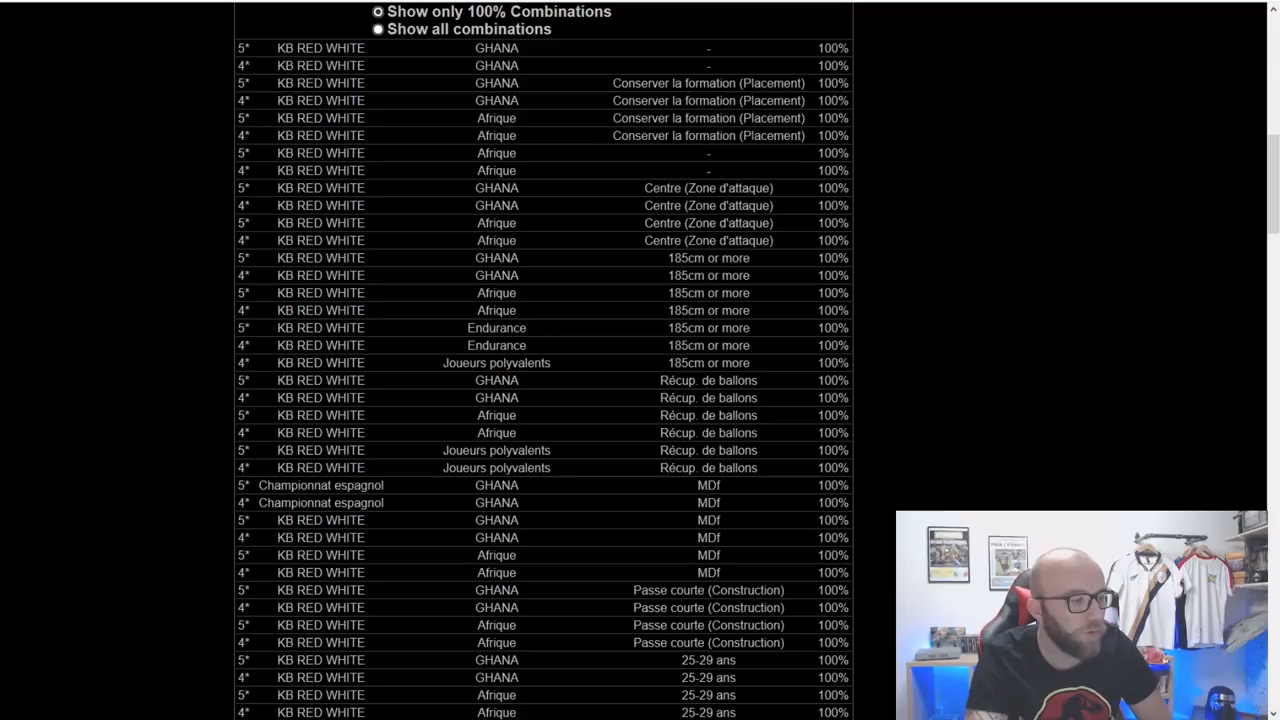 Show only 100% Combinations
Show all combinations
5* KB RED WHITE GHANA - 100%
4* KB RED WHITE GHANA - 100%
5* KB RED WHITE GHANA Conserver la formation (Placement) 100%
4* KB RED WHITE GHANA Conserver la formation (Placement) 100%
5* KB RED WHITE Afrique Conserver la formation (Placement) 100%
4* KB RED WHITE Afrique Conserver la formation (Placement) 100%
5* KB RED WHITE Afrique - 100%
4* KB RED WHITE Afrique - 100%
5* KB RED WHITE GHANA Centre (Zone d'attaque) 100%
4* KB RED WHITE GHANA Centre (Zone d'attaque) 100%
5* KB RED WHITE Afrique Centre (Zone d'attaque) 100%
4* KB RED WHITE Afrique Centre (Zone d'attaque) 100%
5* KB RED WHITE GHANA 185cm or more 100%
4* KB RED WHITE GHANA 185cm or more 100%
5* KB RED WHITE Afrique 185cm or more 100%
4* KB RED WHITE Afrique 185cm or more 100%
5* KB RED WHITE Endurance 185cm or more 100%
4* KB RED WHITE Endurance 185cm or more 100%
4* KB RED WHITE Joueurs polyvalents 185cm or more 100%
5* KB RED WHITE GHANA Récup. de ballons 100%
4* KB RED WHITE GHANA Récup. de ballons 100%
5* KB RED WHITE Afrique Récup. de ballons 100%
4* KB RED WHITE Afrique Récup. de ballons 100%
5* KB RED WHITE Joueurs polyvalents Récup. de ballons 100%
4* KB RED WHITE Joueurs polyvalents Récup. de ballons 100%
5* Championnat espagnol GHANA MDf 100%
4* Championnat espagnol GHANA MDf 100%
5* KB RED WHITE GHANA MDf 100%
4* KB RED WHITE GHANA MDf 100%
5* KB RED WHITE Afrique MDf 100%
4* KB RED WHITE Afrique MDf 100%
5* KB RED WHITE GHANA Passe courte (Construction) 100%
4* KB RED WHITE GHANA Passe courte (Construction) 100%
5* KB RED WHITE Afrique Passe courte (Construction) 100%
4* KB RED WHITE Afrique Passe courte (Construction) 100%
5* KB RED WHITE GHANA 25-29 ans 100%
4* KB RED WHITE GHANA 25-29 ans 100%
5* KB RED WHITE Afrique 25-29 ans 100%
4* KB RED WHITE Afrique 25-29 ans 100%